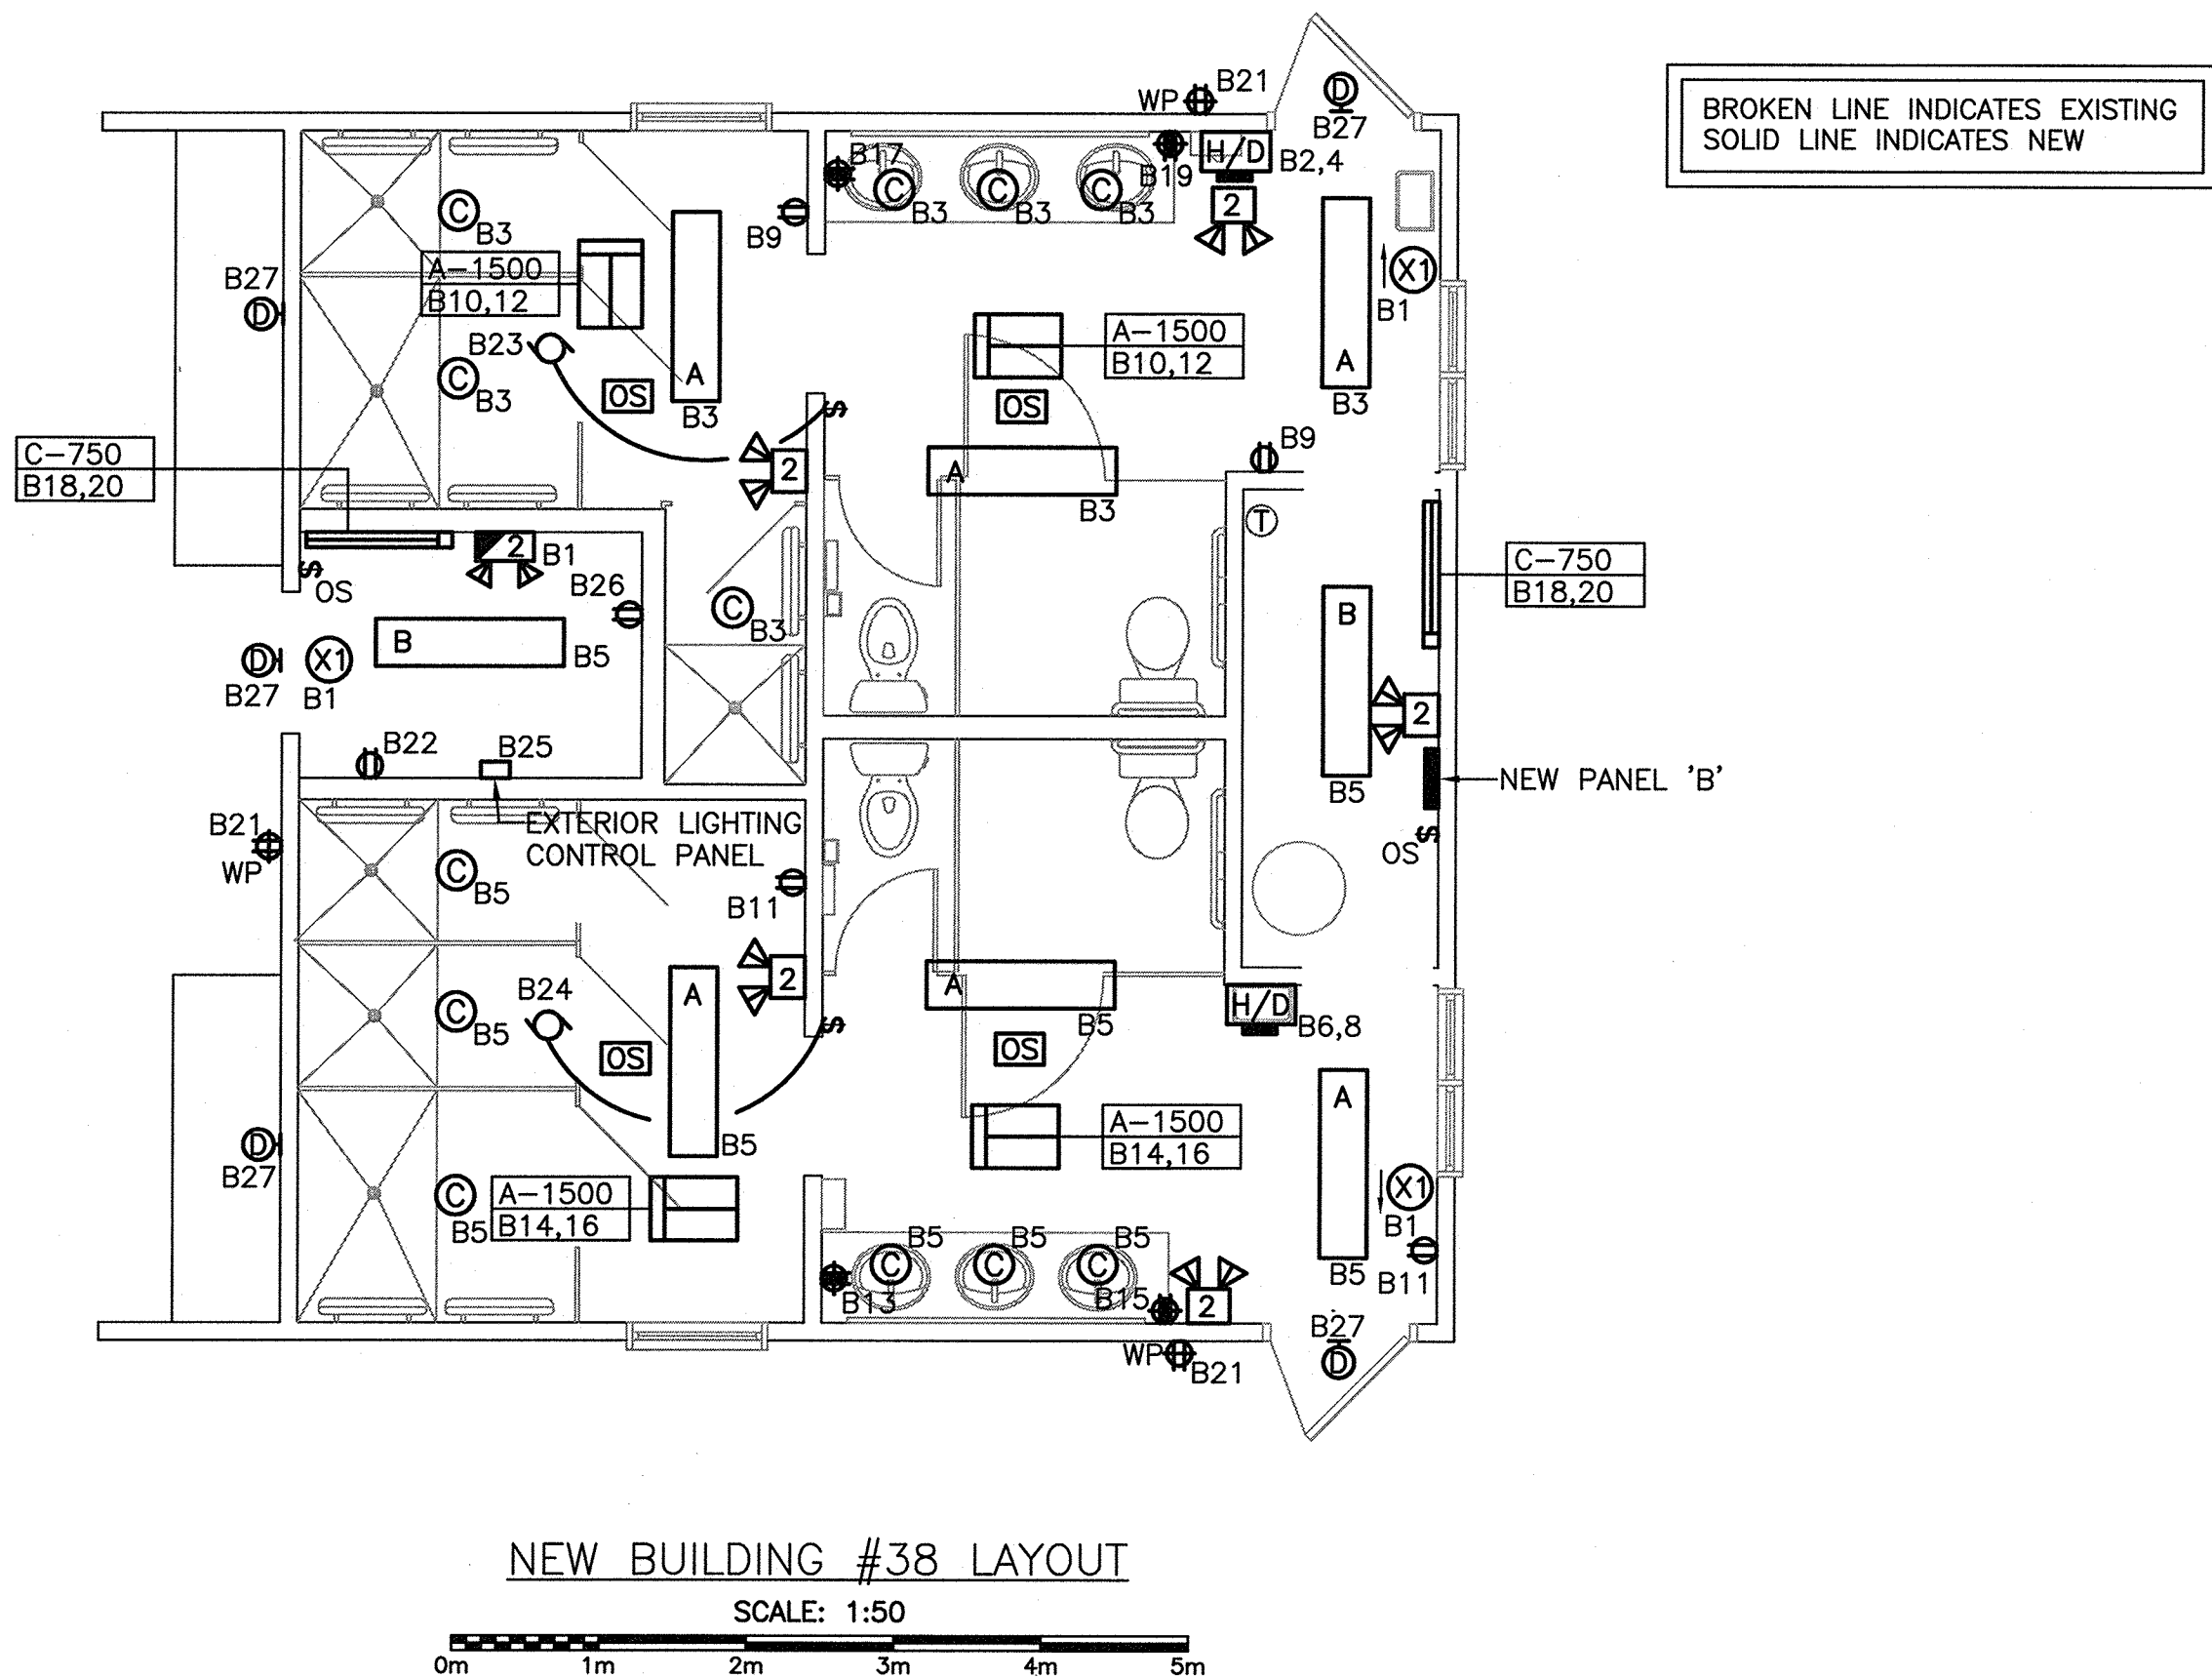 B21
WP
D
B27
BROKEN LINE INDICATES EXISTING
SOLID LINE INDICATES NEW
B17
H/D
B2,4
B19
C
B3
C
B3
C
B3
C
B3
2
B9
A-1500
B10,12
X1
B1
B27
D
A-1500
B10,12
B23
C
B3
OS
A
B3
OS
A
B3
B9
C-750
B18,20
2
A
B3
T
2
B1
$
OS
B26
C-750
B18,20
C
B3
B
B5
B
D
X1
B27
B1
2
B22
B25
B5
NEW PANEL 'B'
B21
WP
EXTERIOR LIGHTING
CONTROL PANEL
$
OS
C
B5
B11
2
A
B24
C
B5
OS
A
B5
$
OS
H/D
B6,8
A
D
B27
B5
A-1500
B14,16
C
B5
A-1500
B14,16
X1
B1
B5
B5
B5
C
C
C
B5
B11
B13
B15
2
B27
WP
B21
D
NEW BUILDING #38 LAYOUT
SCALE: 1:50
0m
1m
2m
3m
4m
5m